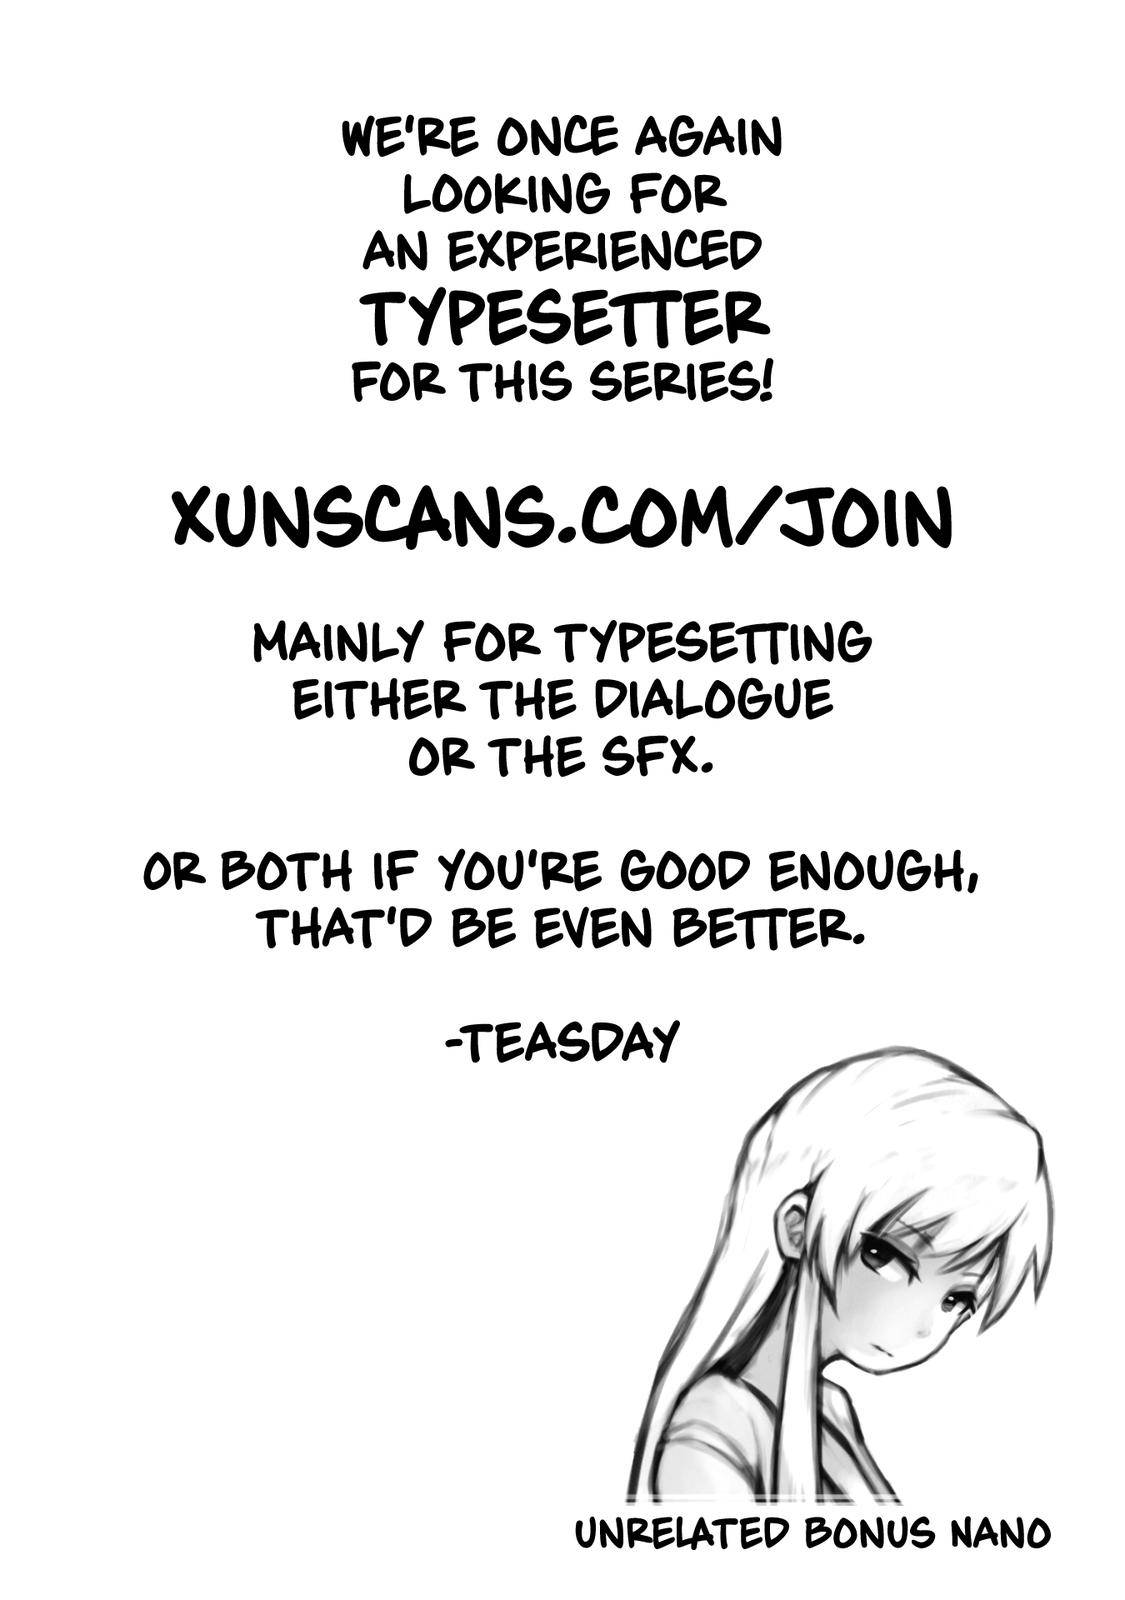 WE'RE ONCE AGAIN
LOOKING FOR
AN EXPERIENCED
TYPESETTER
FOR THIS SERIES!
XUNSCANS.COM/JOIN
MAINLY FOR TYPESETTING
EITHER THE DIALOGUE
OR THE SFX.
OR BOTH IF YOU'RE GOOD ENOUGH,
THAT'D BE EVEN BETTER.
-TEASDAY
UNRELATED BONUS NANO